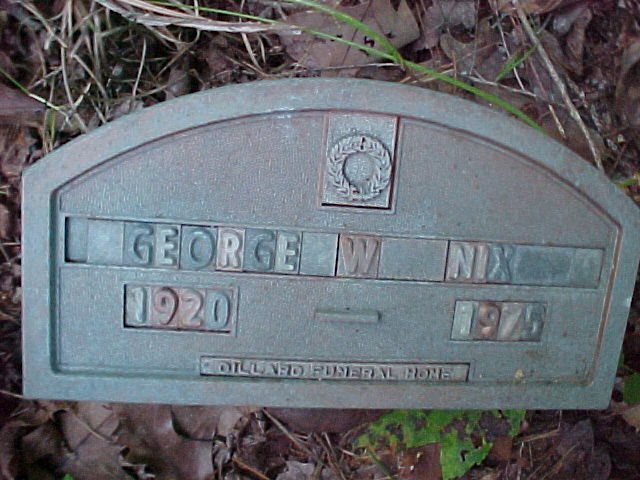 GEORGE W NIX
1920 — 1975
DILLARD FUNERAL HOME